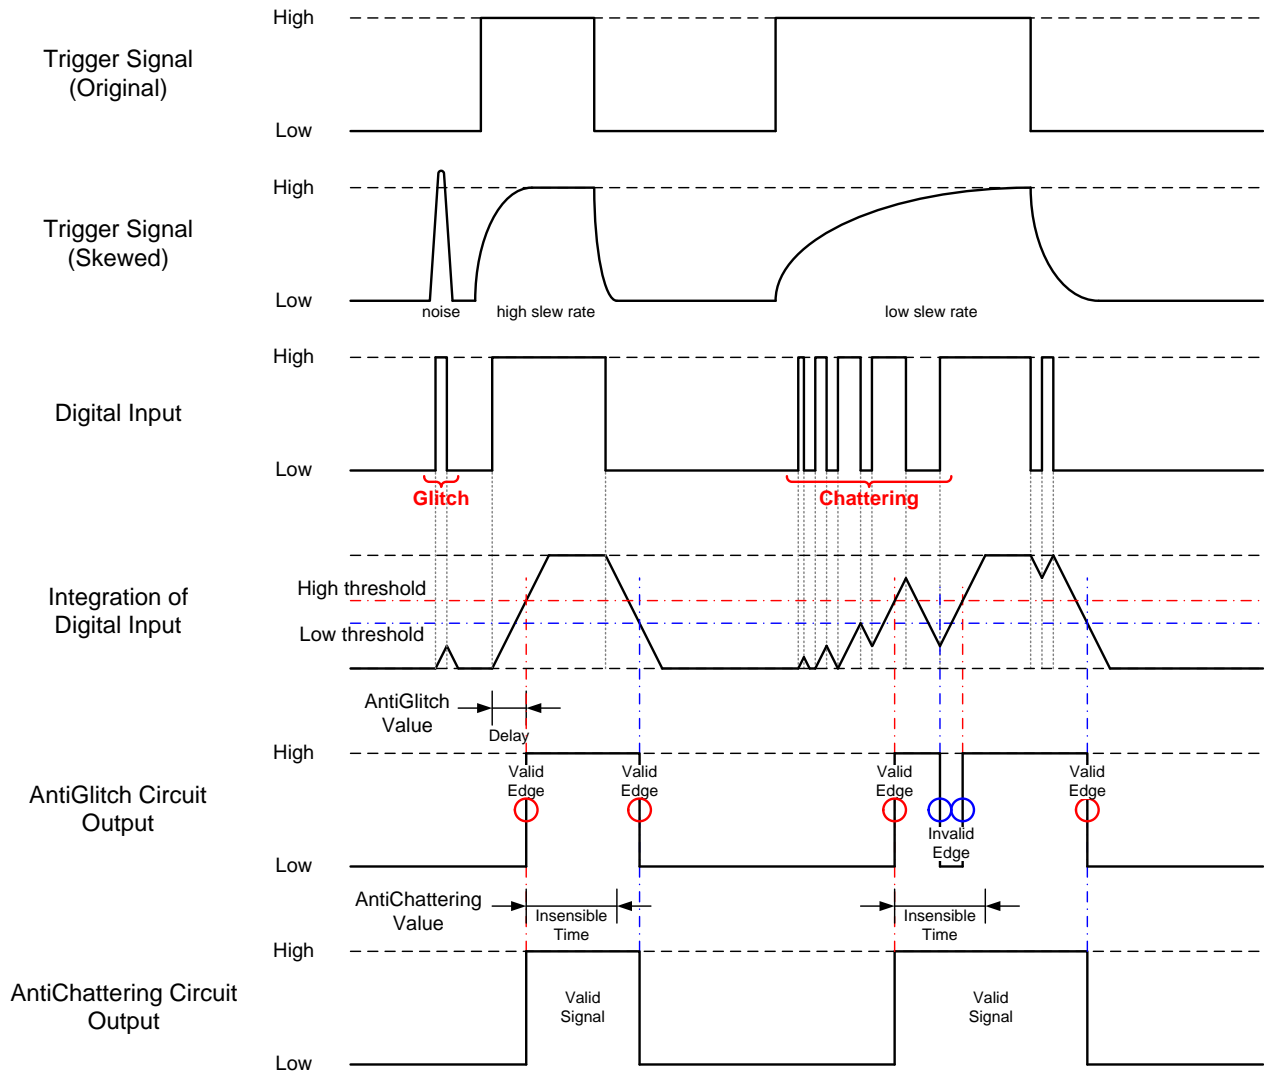 High
Trigger Signal
(Original)
Low
High
Trigger Signal
(Skewed)
Low
noise
high slew rate
low slew rate
High
Digital Input
Low
Glitch
Chattering
High threshold
Integration of
Digital Input
Low threshold
AntiGlitch
Value
Delay
High
Valid
Edge
Valid
Edge
Valid
Edge
Valid
Edge
AntiGlitch Circuit
Output
Invalid
Edge
Low
AntiChattering
Value
Insensible
Time
Insensible
Time
High
AntiChattering Circuit
Output
Valid
Signal
Valid
Signal
Low